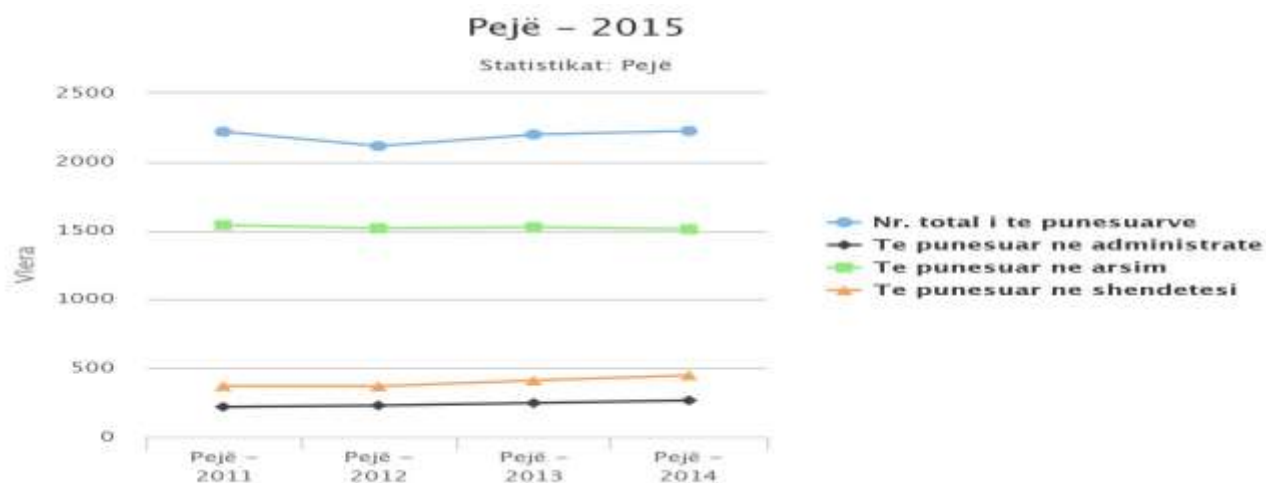 Pejë – 2015
Statistikat: Pejë
2500
2000
1500
1000
500
0
Vlera
Pejë –
2011
Pejë –
2012
Pejë –
2013
Pejë –
2014
Nr. total i te punesuarve
Te punesuar ne administrate
Te punesuar ne arsim
Te punesuar ne shendetesi